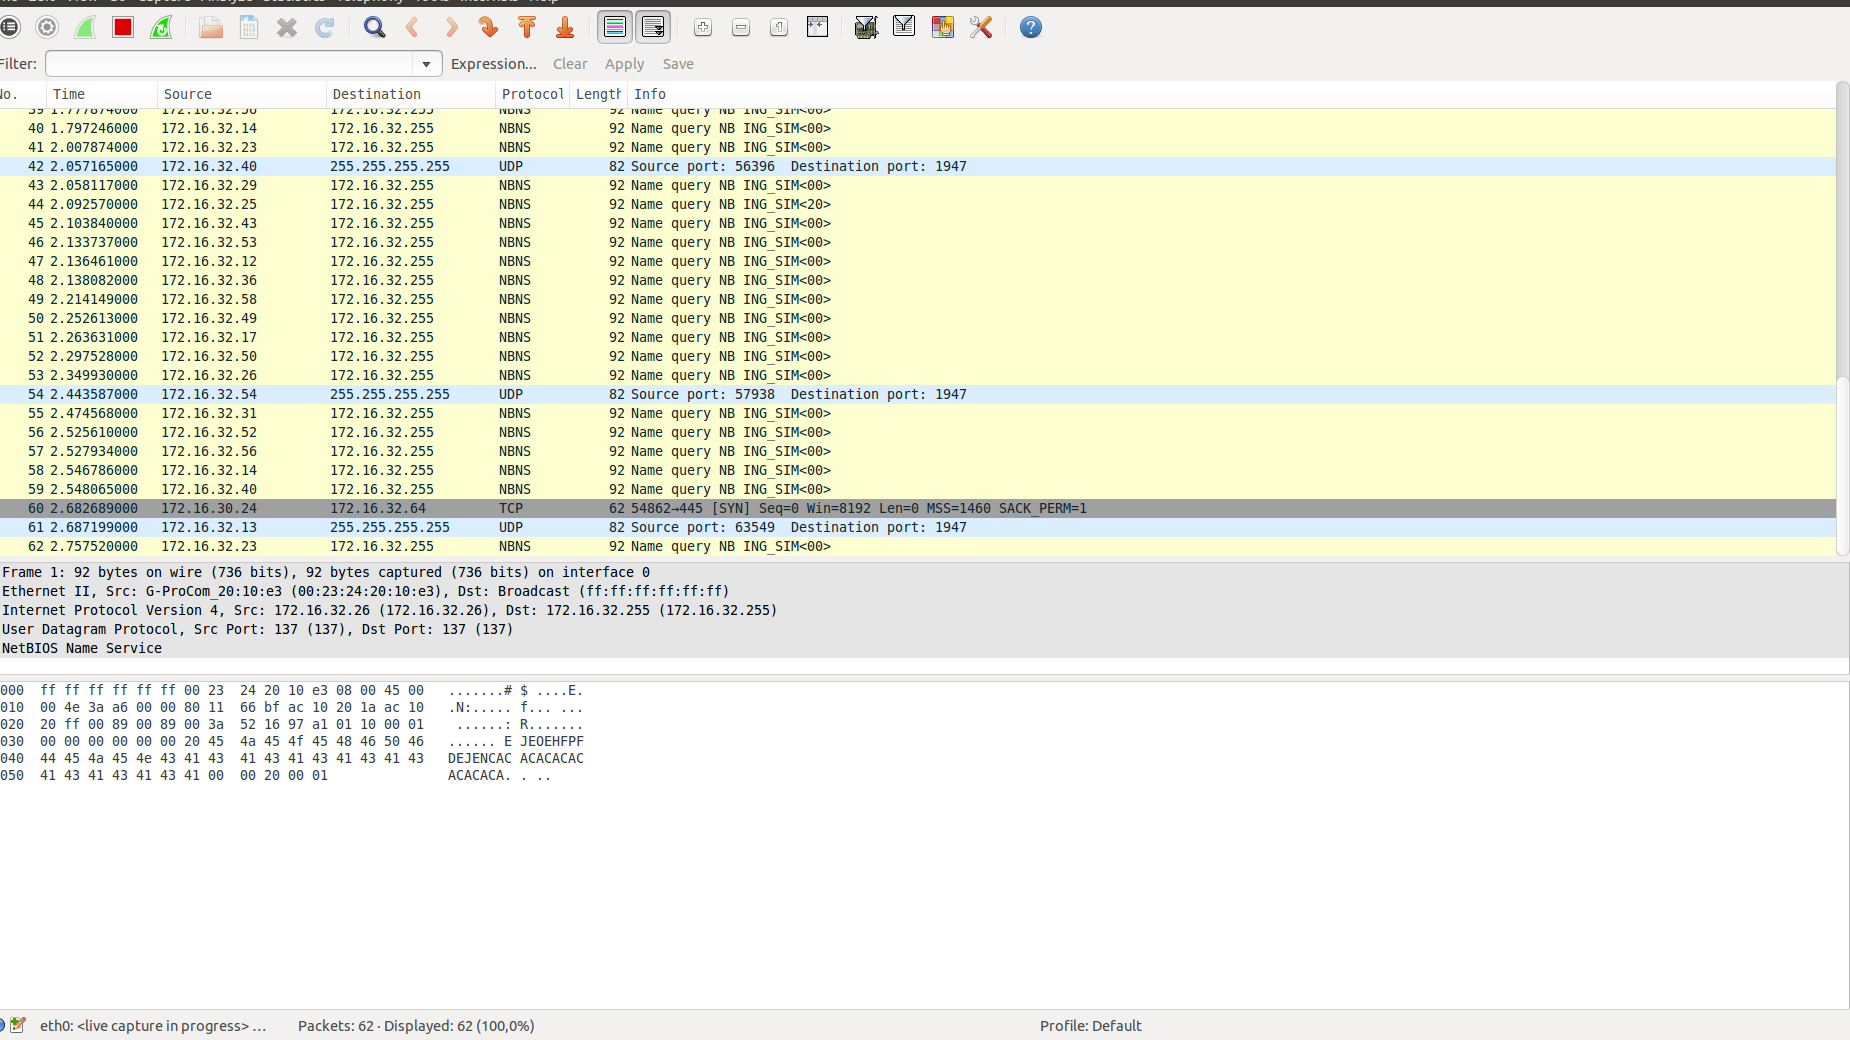 Filter: Expression... Clear Apply Save
No. Time Source Destination Protocol Length Info
39 1.777874000 172.16.32.56 172.16.32.255 NBNS 92 Name query NB ING_SIM<00>
40 1.797246000 172.16.32.14 172.16.32.255 NBNS 92 Name query NB ING_SIM<00>
41 2.007874000 172.16.32.23 172.16.32.255 NBNS 92 Name query NB ING_SIM<00>
42 2.057165000 172.16.32.40 255.255.255.255 UDP 82 Source port: 56396 Destination port: 1947
43 2.058117000 172.16.32.29 172.16.32.255 NBNS 92 Name query NB ING_SIM<00>
44 2.092570000 172.16.32.25 172.16.32.255 NBNS 92 Name query NB ING_SIM<20>
45 2.103840000 172.16.32.43 172.16.32.255 NBNS 92 Name query NB ING_SIM<00>
46 2.133737000 172.16.32.53 172.16.32.255 NBNS 92 Name query NB ING_SIM<00>
47 2.136461000 172.16.32.12 172.16.32.255 NBNS 92 Name query NB ING_SIM<00>
48 2.138082000 172.16.32.36 172.16.32.255 NBNS 92 Name query NB ING_SIM<00>
49 2.214149000 172.16.32.58 172.16.32.255 NBNS 92 Name query NB ING_SIM<00>
50 2.252613000 172.16.32.49 172.16.32.255 NBNS 92 Name query NB ING_SIM<00>
51 2.263631000 172.16.32.17 172.16.32.255 NBNS 92 Name query NB ING_SIM<00>
52 2.297528000 172.16.32.50 172.16.32.255 NBNS 92 Name query NB ING_SIM<00>
53 2.349930000 172.16.32.26 172.16.32.255 NBNS 92 Name query NB ING_SIM<00>
54 2.443587000 172.16.32.54 255.255.255.255 UDP 82 Source port: 57938 Destination port: 1947
55 2.474568000 172.16.32.31 172.16.32.255 NBNS 92 Name query NB ING_SIM<00>
56 2.525610000 172.16.32.52 172.16.32.255 NBNS 92 Name query NB ING_SIM<00>
57 2.527934000 172.16.32.56 172.16.32.255 NBNS 92 Name query NB ING_SIM<00>
58 2.546786000 172.16.32.14 172.16.32.255 NBNS 92 Name query NB ING_SIM<00>
59 2.548065000 172.16.32.40 172.16.32.255 NBNS 92 Name query NB ING_SIM<00>
60 2.682689000 172.16.30.24 172.16.32.64 TCP 62 54862→445 [SYN] Seq=0 Win=8192 Len=0 MSS=1460 SACK_PERM=1
61 2.687199000 172.16.32.13 255.255.255.255 UDP 82 Source port: 63549 Destination port: 1947
62 2.757520000 172.16.32.23 172.16.32.255 NBNS 92 Name query NB ING_SIM<00>
Frame 1: 92 bytes on wire (736 bits), 92 bytes captured (736 bits) on interface 0
Ethernet II, Src: G-ProCom_20:10:e3 (00:23:24:20:10:e3), Dst: Broadcast (ff:ff:ff:ff:ff:ff)
Internet Protocol Version 4, Src: 172.16.32.26 (172.16.32.26), Dst: 172.16.32.255 (172.16.32.255)
User Datagram Protocol, Src Port: 137 (137), Dst Port: 137 (137)
NetBIOS Name Service
000 ff ff ff ff ff ff 00 23 24 20 10 e3 08 00 45 00 .......# $ ....E.
010 00 4e 3a a6 00 00 80 11 66 bf ac 10 20 1a ac 10 .N:..... f... ...
020 20 ff 00 89 00 89 00 3a 52 16 97 a1 01 10 00 01 ......: R.......
030 00 00 00 00 00 00 20 45 4a 45 4f 45 48 46 50 46 ...... E JEOEHFPF
040 44 45 4a 45 4e 43 41 43 41 43 41 43 41 43 41 43 DEJENCAC ACACACAC
050 41 43 41 43 41 43 41 00 00 20 00 01 ACACACA. . ..
eth0: <live capture in progress> ... Packets: 62 · Displayed: 62 (100,0%) Profile: Default